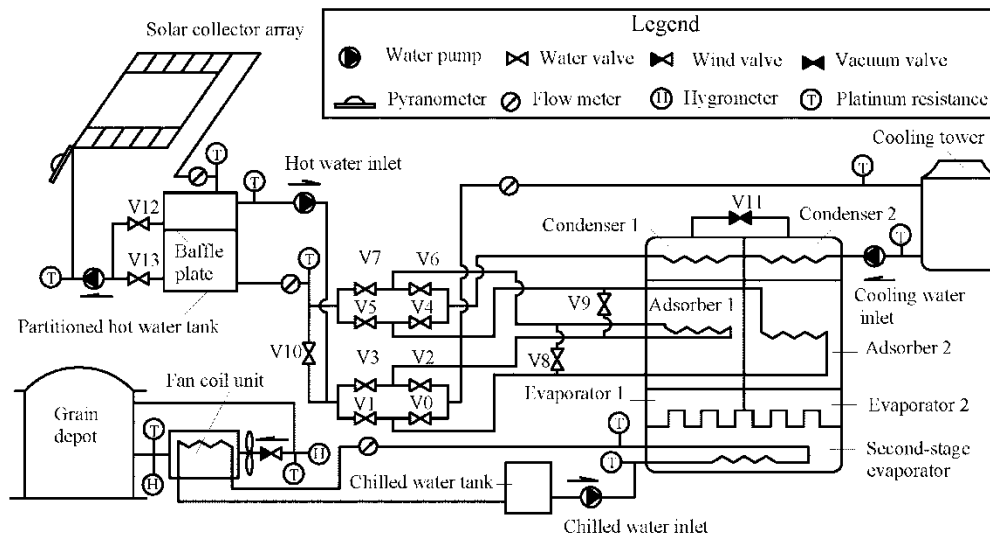 Solar collector array
Legend
Water pump
Water valve
Wind valve
Vacuum valve
Pyranometer
Flow meter
H
Hygrometer
T
Platinum resistance
Cooling tower
T
T
Hot water inlet
T
V12
V11
Condenser 1
Condenser 2
T
Baffle
plate
V13
T
T
V7
V6
Cooling water
inlet
Partitioned hot water tank
V5
V4
V9
Adsorber 1
V10
V3
V2
V8
Adsorber 2
Fan coil unit
V1
V0
Evaporator 1
Evaporator 2
Grain
depot
T
T
H
T
H
T
Second-stage
evaporator
Chilled water tank
Chilled water inlet